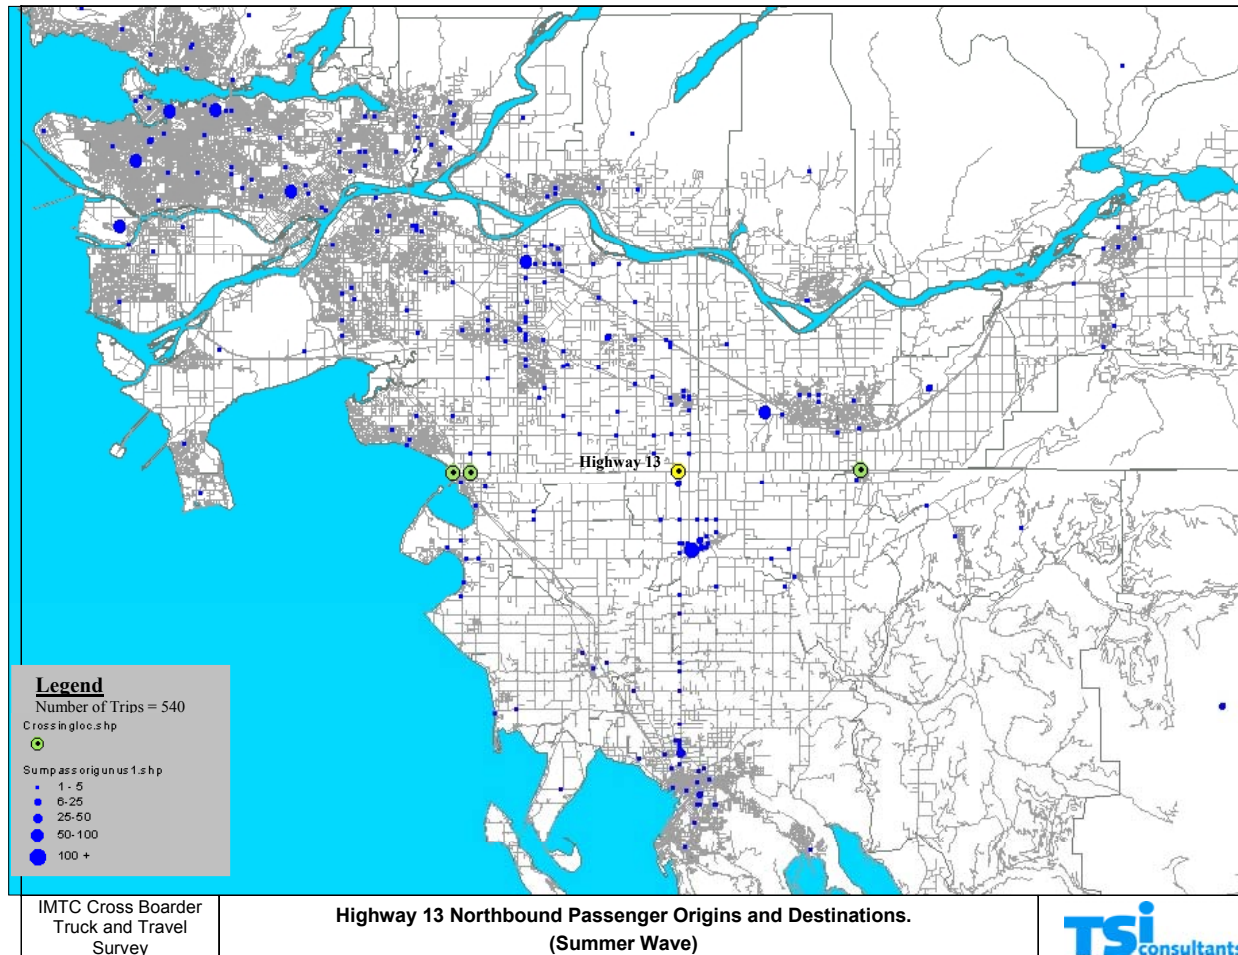 Highway 13
Legend
Number of Trips = 540
Crossingloc.shp
Sumpassorigunus1.shp
1 - 5
6-25
25-50
50-100
100 +
IMTC Cross Boarder
Truck and Travel
Survey
Highway 13 Northbound Passenger Origins and Destinations.
(Summer Wave)
TSi
consultants